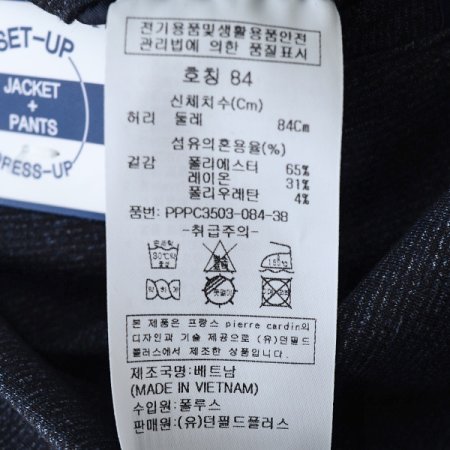 SET-UP
JACKET
+
PANTS
DRESS-UP
전기용품및생활용품안전
관리법에 의한 품질표시
호칭 84
신체치수(Cm)
허리 둘레 84Cm
섬유의혼용율(%)
겉감 폴리에스터 65%
레이온 31%
폴리우레탄 4%
품번: PPPC3503-084-38
-취급주의-
본 제품은 프랑스 pierre cardin의
디자인과 기술 제공으로 (유)던필드
플러스에서 제조한 상품입니다.
제조국명:베트남
(MADE IN VIETNAM)
수입원:폴루스
판매원:(유)던필드플러스